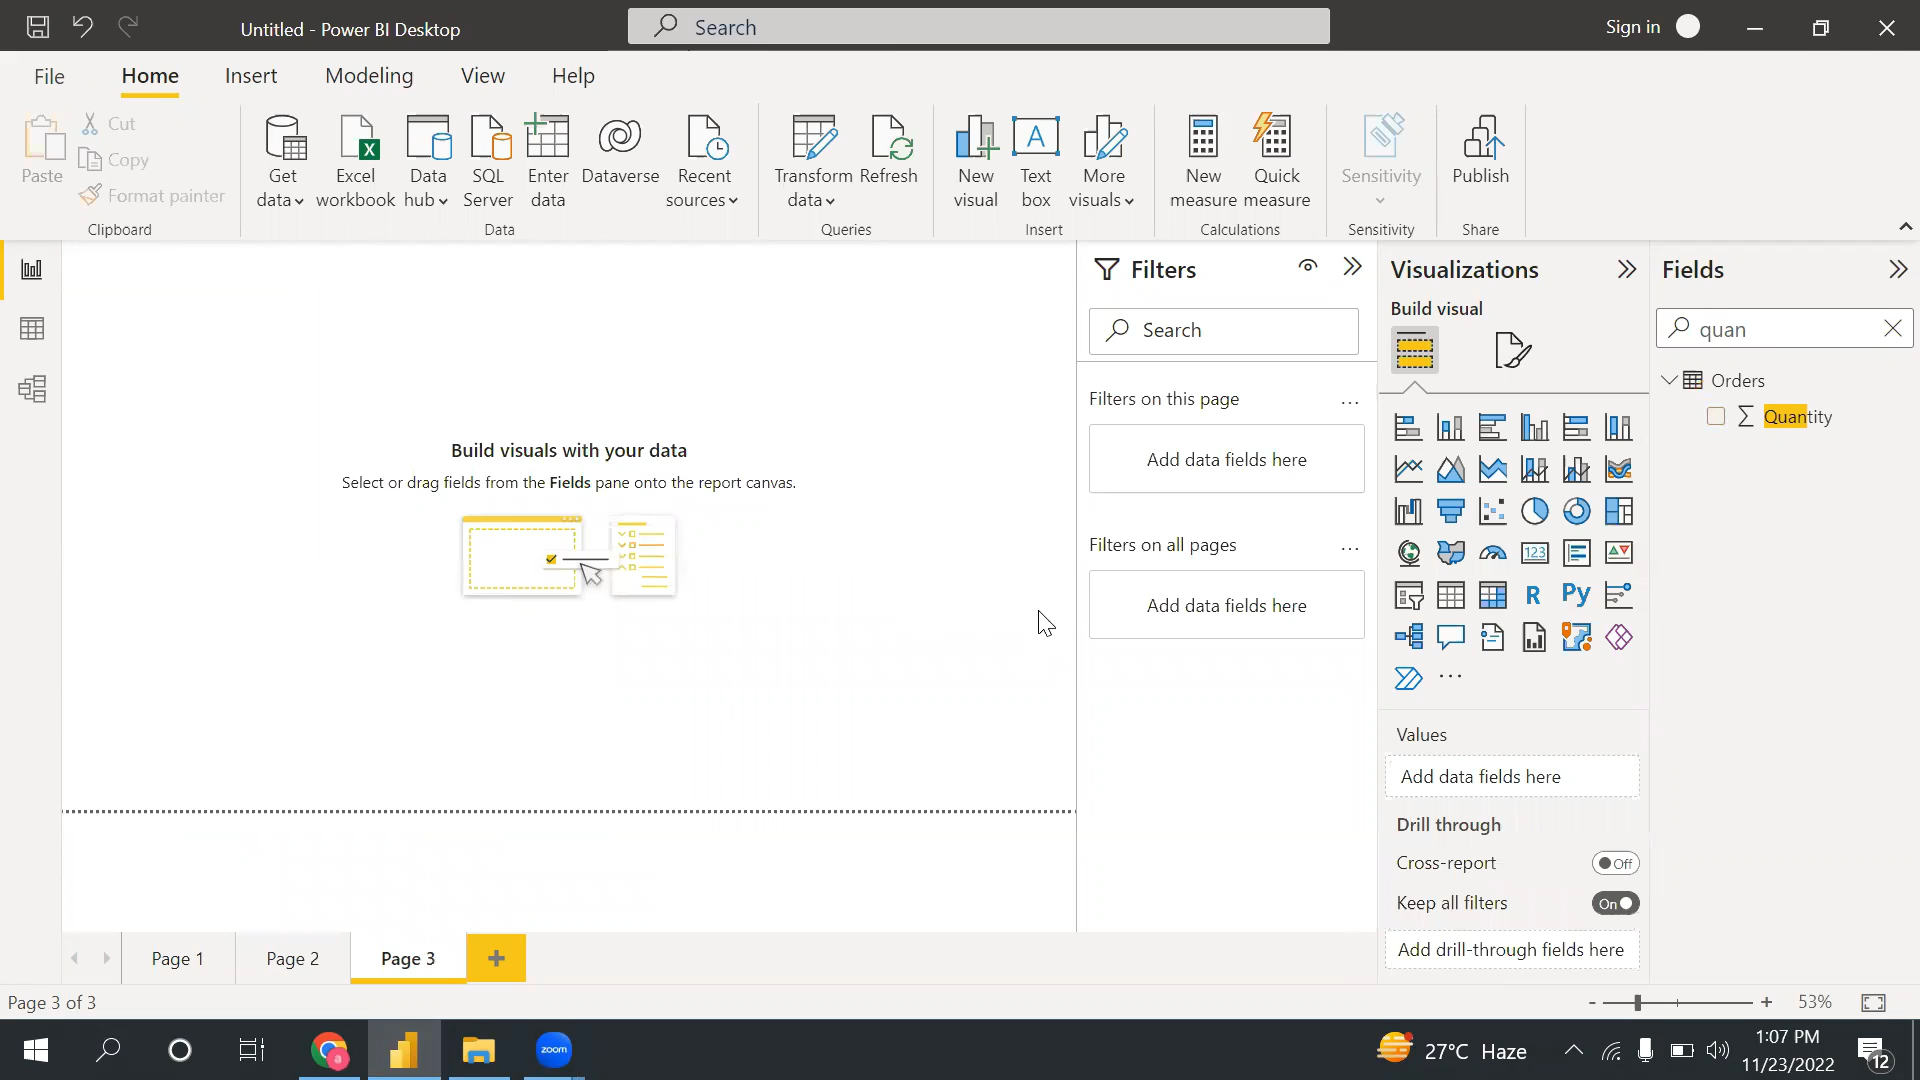 Untitled - Power BI Desktop
Search
Sign in
File
Home
Insert
Modeling
View
Help
Paste
Cut
Copy
Format painter
Clipboard
Get
data
Excel
workbook
Data
hub
SQL
Server
Enter
data
Dataverse
Recent
sources
Data
Transform
data
Refresh
Queries
New
visual
A
Text
box
More
visuals
Insert
New
measure
Quick
measure
Calculations
Sensitivity
Sensitivity
Publish
Share
Build visuals with your data
Select or drag fields from the Fields pane onto the report canvas.
Filters
Search
Filters on this page
...
Add data fields here
Filters on all pages
...
Add data fields here
Visualizations
Build visual
123
R
Py
...
Values
Add data fields here
Drill through
Cross-report
Off
Keep all filters
On
Add drill-through fields here
Fields
quan
Orders
Σ Quantity
Page 1
Page 2
Page 3
+
Page 3 of 3
- + 53%
X
a
zoom
27°C Haze
1:07 PM
11/23/2022
12